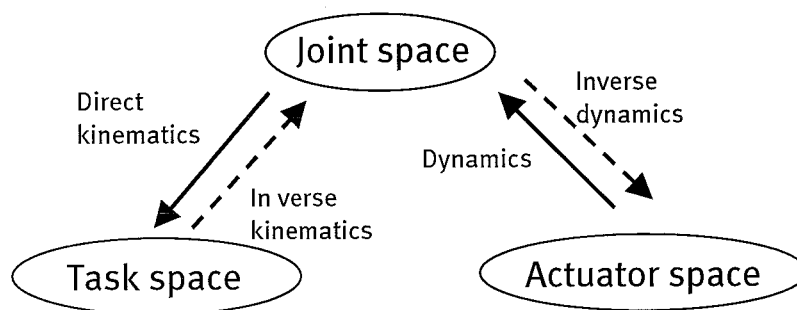 Joint space
Direct
kinematics
Inverse
dynamics
Dynamics
In verse
kinematics
Task space
Actuator space